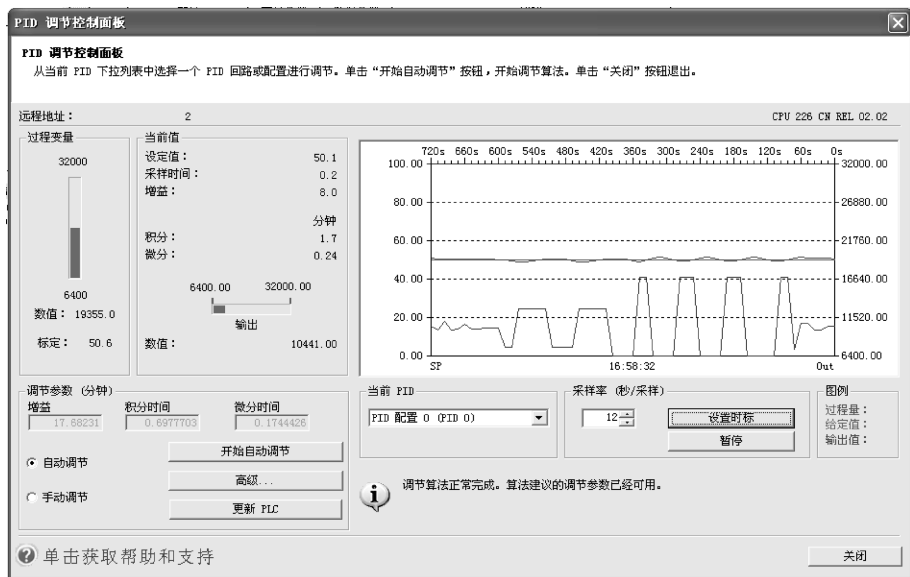 PID 调节控制面板
PID 调节控制面板
从当前 PID 下拉列表中选择一个 PID 回路或配置进行调节。单击“开始自动调节”按钮，开始调节算法。单击“关闭”按钮退出。
远程地址： 2 CPU 226 CN REL 02.02
过程变量
32000
6400
数值： 19355.0
标定： 50.6
当前值
设定值： 50.1
采样时间： 0.2
增益： 8.0
分钟
积分： 1.7
微分： 0.24
6400.00 32000.00
输出
数值： 10441.00
720s 660s 600s 540s 480s 420s 360s 300s 240s 180s 120s 60s 0s
100.00 32000.00
80.00 26880.00
60.00 21760.00
40.00 16640.00
20.00 11520.00
0.00 6400.00
SP 16:58:32 Out
调节参数 (分钟)
增益 积分时间 微分时间
17.68231 0.6977703 0.1744426
自动调节
手动调节
开始自动调节
高级...
更新 PLC
当前 PID
PID 配置 0 (PID 0)
采样率 (秒/采样)
12
设置时标
暂停
图例
过程量：
给定值：
输出值：
调节算法正常完成。算法建议的调节参数已经可用。
单击获取帮助和支持
关闭